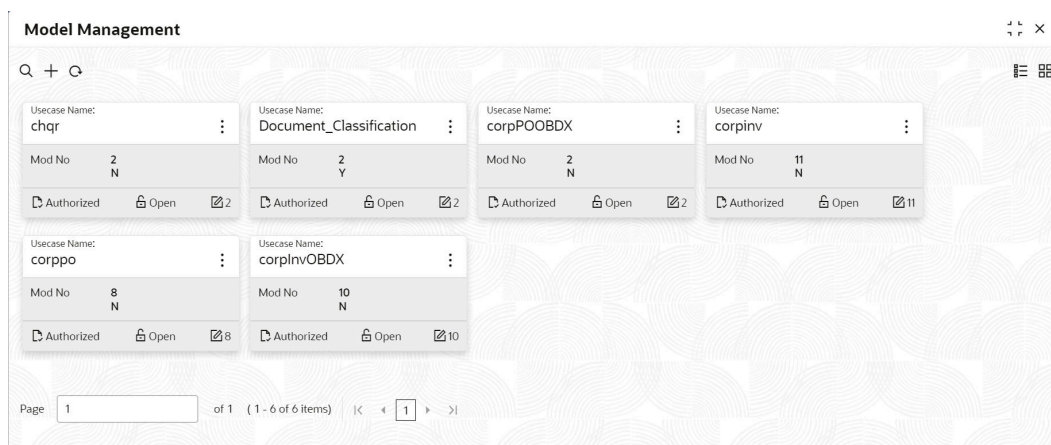 Model Management
Usecase Name:
chqr
Mod No 2
N
Authorized Open 2
Usecase Name:
Document_Classification
Mod No 2
Y
Authorized Open 2
Usecase Name:
corpPOOBDX
Mod No 2
N
Authorized Open 2
Usecase Name:
corpinv
Mod No 11
N
Authorized Open 11
Usecase Name:
corppo
Mod No 8
N
Authorized Open 8
Usecase Name:
corpInvOBDX
Mod No 10
N
Authorized Open 10
Page 1 of 1 ( 1 - 6 of 6 items) 1